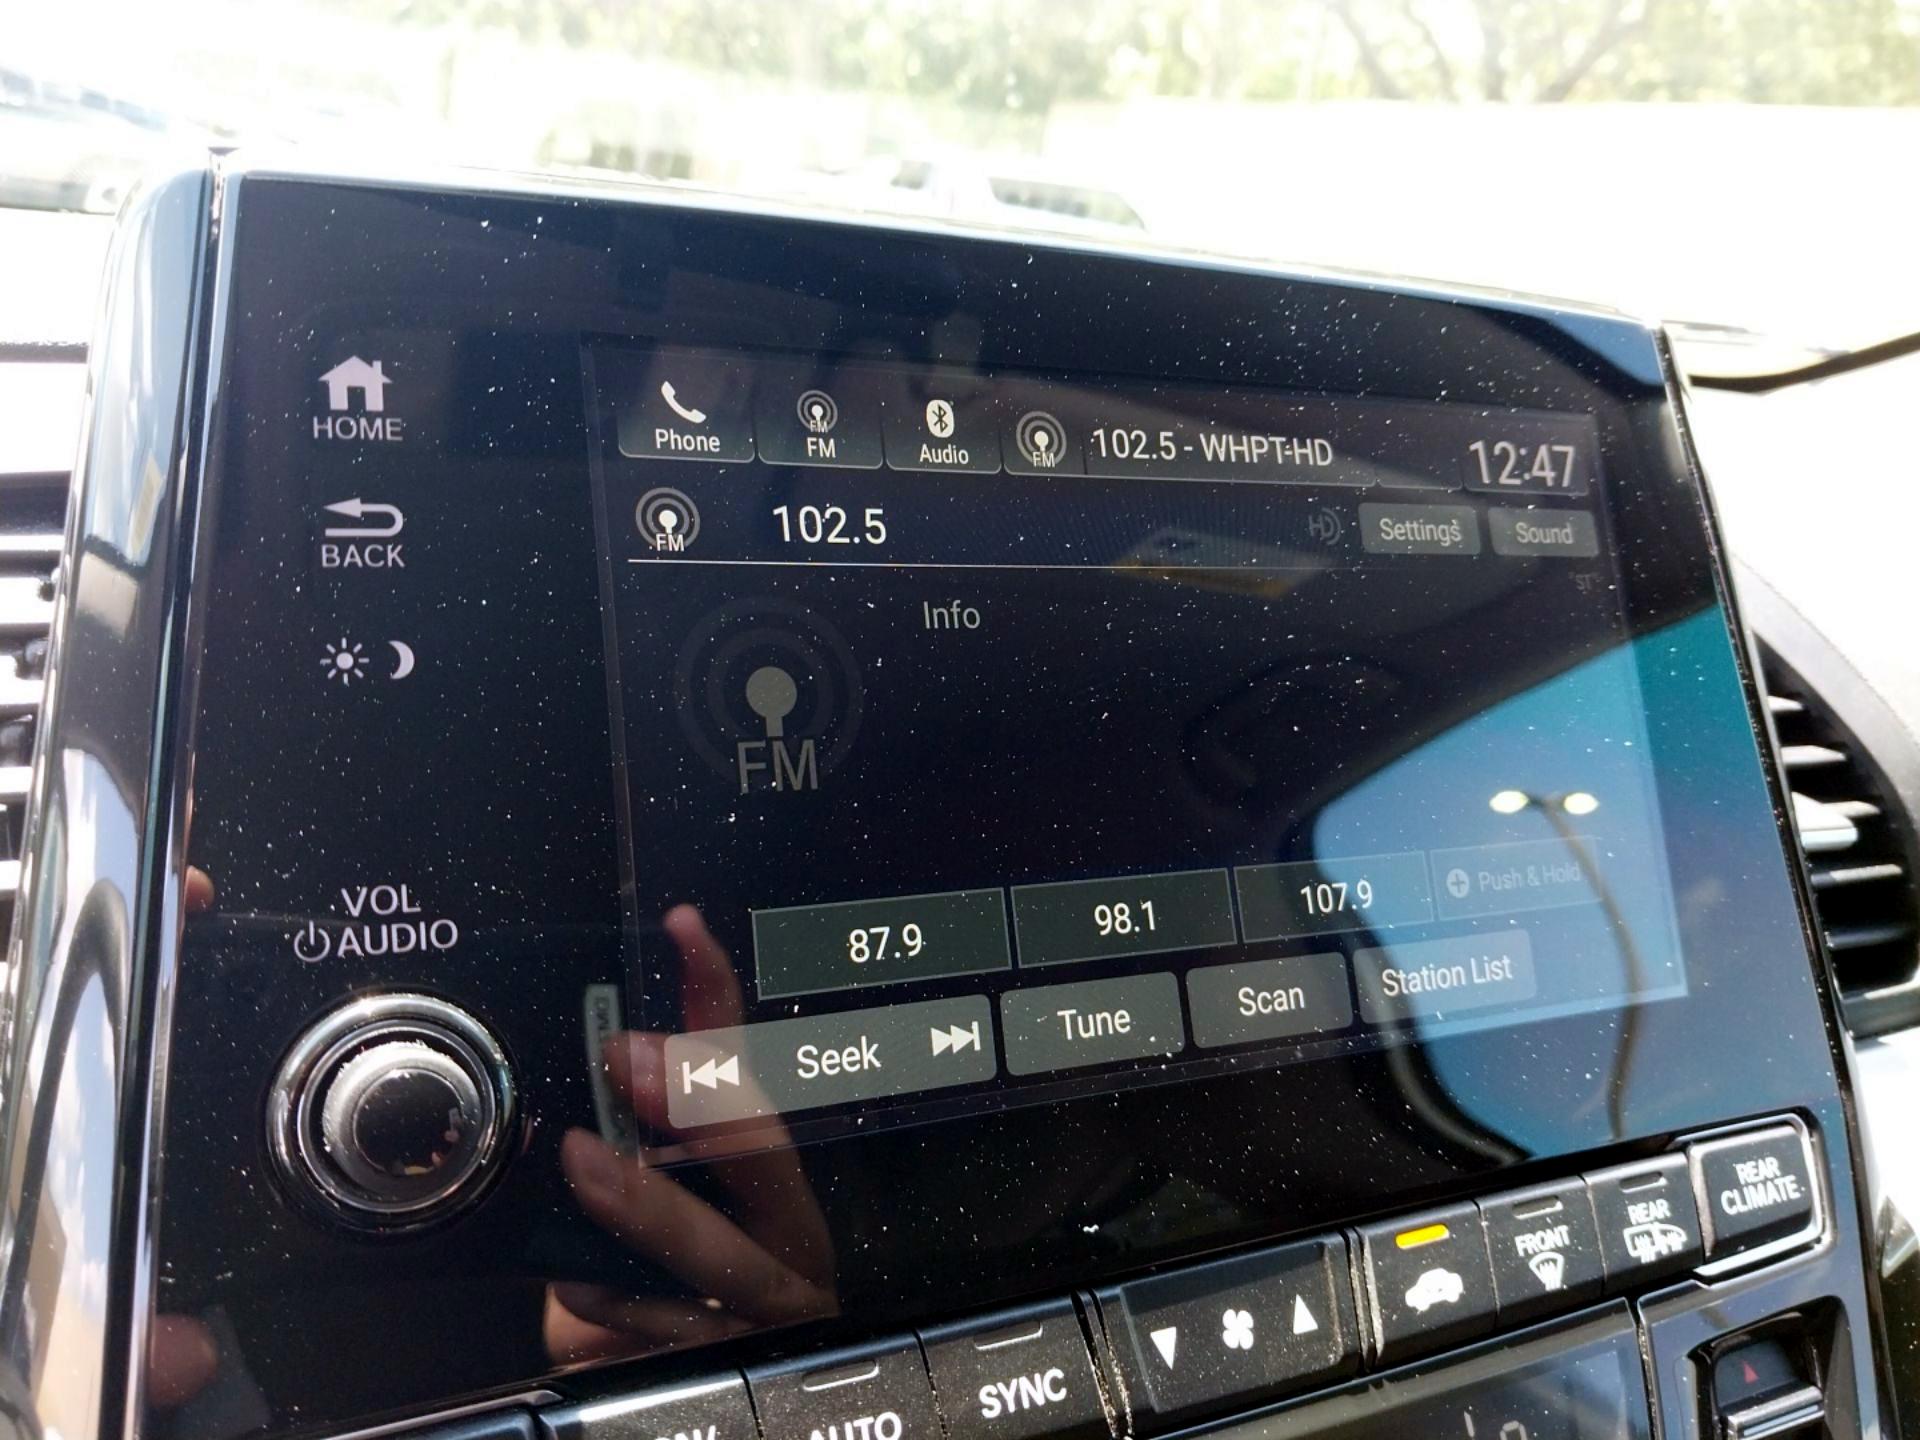 HOME
BACK
VOL
AUDIO
Phone
FM
FM
Audio
FM
102.5 - WHPT-HD
12:47
FM
102.5
HD
Settings
Sound
"ST"
Info
FM
87.9
98.1
107.9
Push & Hold
Seek
Tune
Scan
Station List
AUTO
SYNC
FRONT
REAR
REAR
CLIMATE